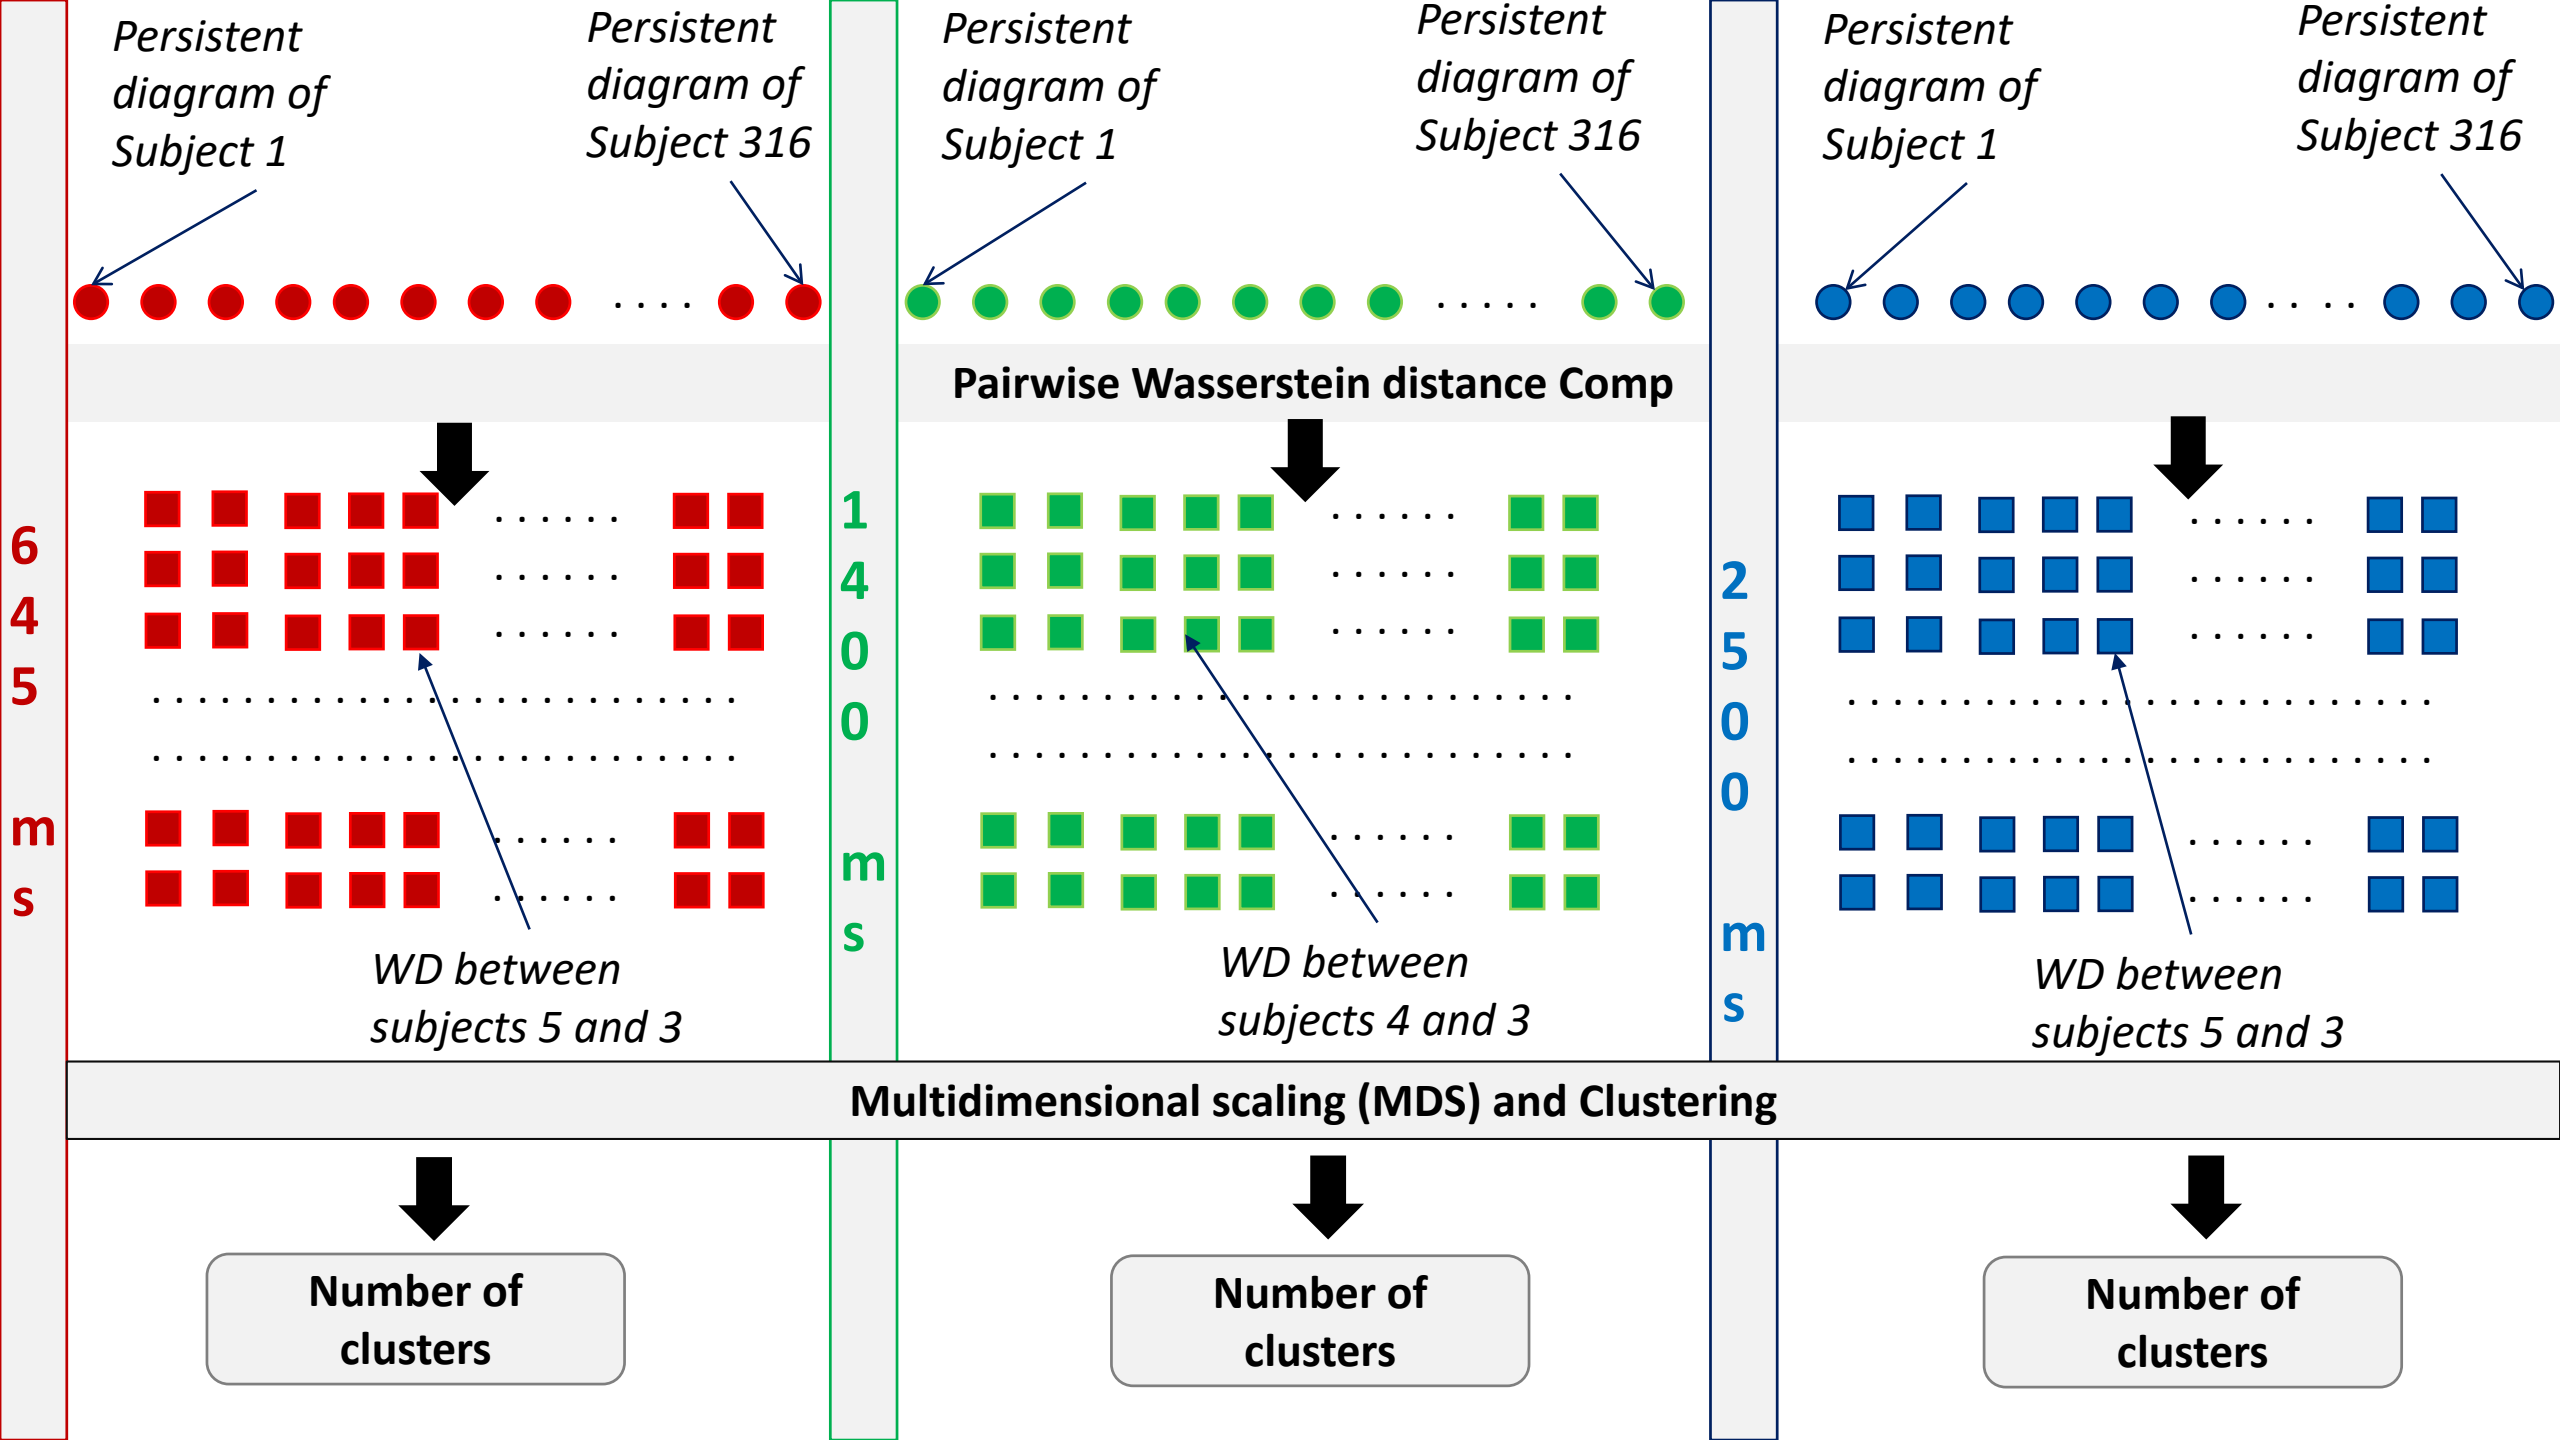 Persistent
diagram of
Subject 1
Persistent
diagram of
Subject 316
Persistent
diagram of
Subject 1
Persistent
diagram of
Subject 316
Persistent
diagram of
Subject 1
Persistent
diagram of
Subject 316
Pairwise Wasserstein distance Comp
6
4
5
m
s
1
4
0
0
m
s
2
5
0
0
m
s
WD between
subjects 5 and 3
WD between
subjects 4 and 3
WD between
subjects 5 and 3
Multidimensional scaling (MDS) and Clustering
Number of
clusters
Number of
clusters
Number of
clusters